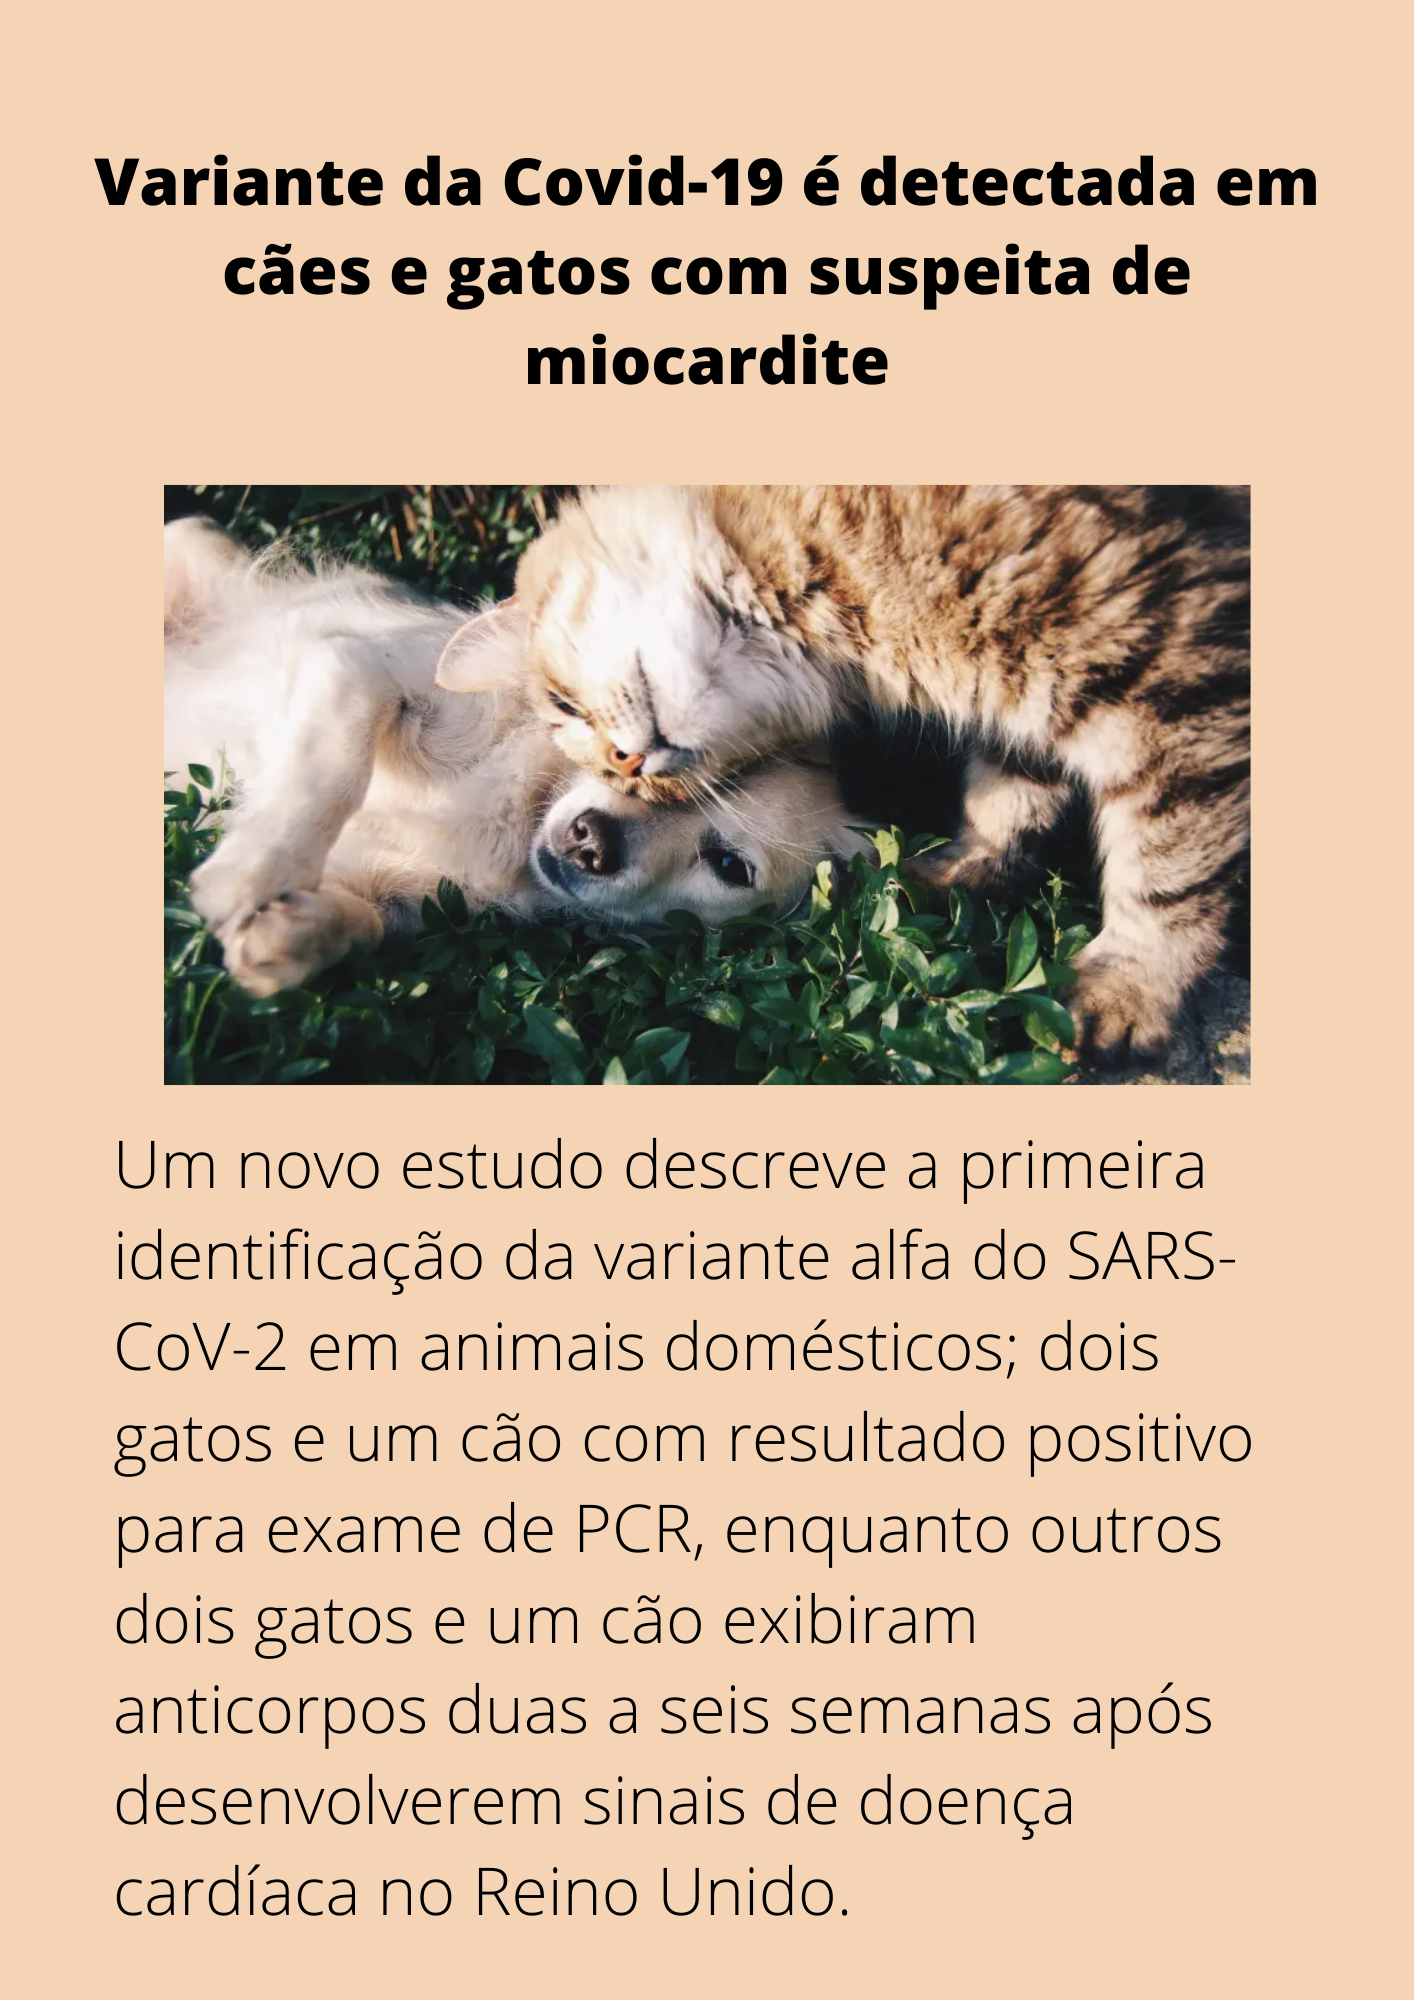 Variante da Covid-19 é detectada em
cães e gatos com suspeita de
miocardite
Um novo estudo descreve a primeira
identificação da variante alfa do SARS-
CoV-2 em animais domésticos; dois
gatos e um cão com resultado positivo
para exame de PCR, enquanto outros
dois gatos e um cão exibiram
anticorpos duas a seis semanas após
desenvolverem sinais de doença
cardíaca no Reino Unido.